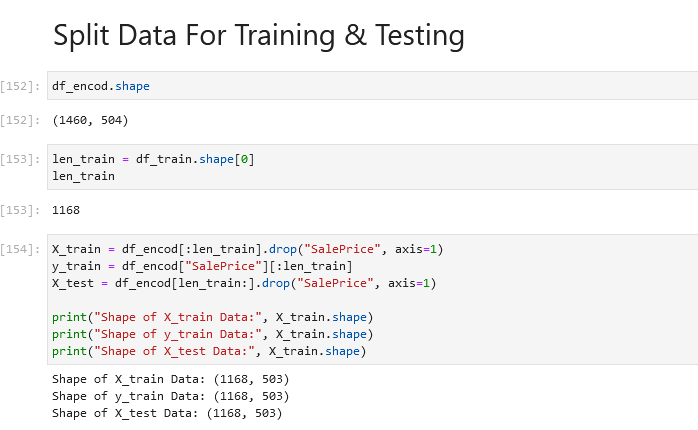 Split Data For Training & Testing
[152]: df_encod.shape
[152]: (1460, 504)
[153]: len_train = df_train.shape[0]
len_train
[153]: 1168
[154]: X_train = df_encod[:len_train].drop("SalePrice", axis=1)
y_train = df_encod["SalePrice"][:len_train]
X_test = df_encod[len_train:].drop("SalePrice", axis=1)
print("Shape of X_train Data:", X_train.shape)
print("Shape of y_train Data:", X_train.shape)
print("Shape of X_test Data:", X_train.shape)
Shape of X_train Data: (1168, 503)
Shape of y_train Data: (1168, 503)
Shape of X_test Data: (1168, 503)